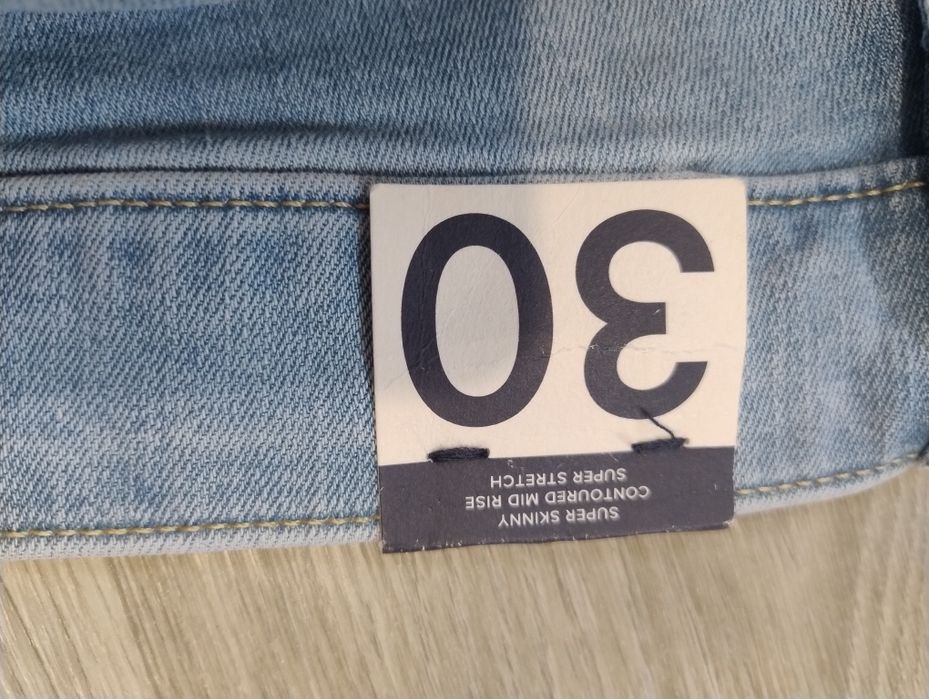 SUPER SKINNY
CONTOURED MID RISE
SUPER STRETCH
30